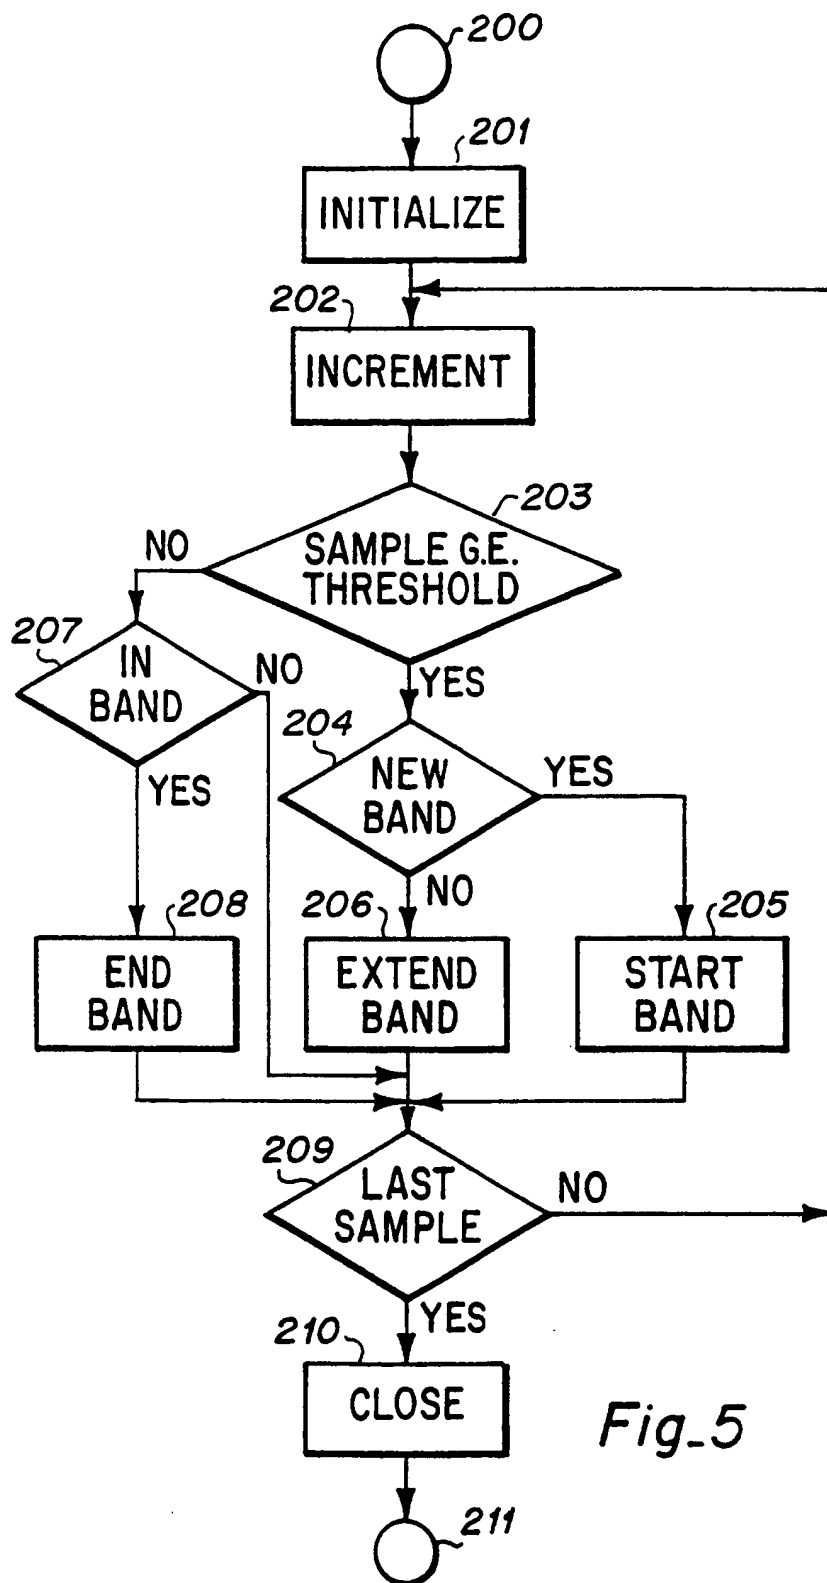 200
201
INITIALIZE
202
INCREMENT
203
SAMPLE G.E.
THRESHOLD
NO
YES
207
IN
BAND
NO
YES
204
NEW
BAND
YES
NO
208
END
BAND
206
EXTEND
BAND
205
START
BAND
209
LAST
SAMPLE
NO
YES
210
CLOSE
Fig_5
211